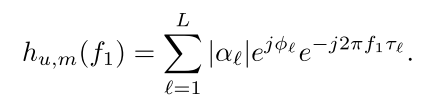 $h_{u,m}(f_1) = \sum_{\ell=1}^{L} |\alpha_\ell| e^{j\phi_\ell} e^{-j2\pi f_1 \tau_\ell}.$